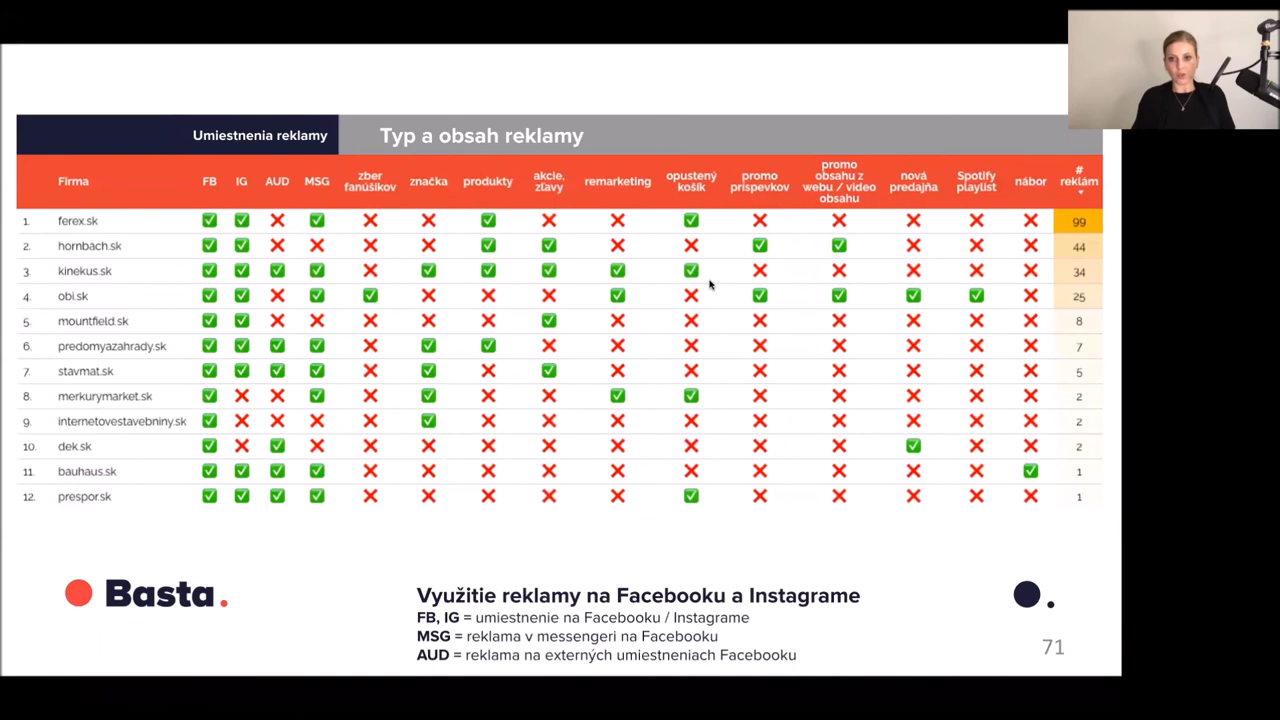 Umiestnenia reklamy Typ a obsah reklamy
Firma FB IG AUD MSG zber fanúšikov značka produkty akcie, zľavy remarketing opustený košík promo príspevkov promo obsahu z webu / video obsahu nová predajňa Spotify playlist nábor # reklám
1. ferex.sk ✅ ✅ ❌ ✅ ❌ ❌ ✅ ❌ ❌ ✅ ❌ ❌ ❌ ❌ ❌ 99
2. hornbach.sk ✅ ✅ ❌ ❌ ❌ ❌ ✅ ✅ ❌ ❌ ✅ ✅ ❌ ❌ ❌ 44
3. kinekus.sk ✅ ✅ ✅ ✅ ❌ ✅ ✅ ✅ ✅ ✅ ❌ ❌ ❌ ❌ ❌ 34
4. obi.sk ✅ ✅ ❌ ✅ ✅ ❌ ❌ ❌ ✅ ❌ ✅ ✅ ✅ ✅ ❌ 25
5. mountfield.sk ✅ ✅ ❌ ❌ ❌ ❌ ❌ ✅ ❌ ❌ ❌ ❌ ❌ ❌ ❌ 8
6. predomyazahrady.sk ✅ ✅ ✅ ✅ ❌ ✅ ✅ ❌ ❌ ❌ ❌ ❌ ❌ ❌ ❌ 7
7. stavmat.sk ✅ ✅ ✅ ✅ ❌ ✅ ❌ ✅ ❌ ❌ ❌ ❌ ❌ ❌ ❌ 5
8. merkurymarket.sk ✅ ❌ ❌ ✅ ❌ ✅ ❌ ❌ ✅ ✅ ❌ ❌ ❌ ❌ ❌ 2
9. internetovestavebniny.sk ✅ ❌ ❌ ❌ ❌ ✅ ❌ ❌ ❌ ❌ ❌ ❌ ❌ ❌ ❌ 2
10. dek.sk ✅ ❌ ✅ ❌ ❌ ❌ ❌ ❌ ❌ ❌ ❌ ❌ ✅ ❌ ❌ 2
11. bauhaus.sk ✅ ✅ ✅ ✅ ❌ ❌ ❌ ❌ ❌ ❌ ❌ ❌ ❌ ❌ ✅ 1
12. prespor.sk ✅ ✅ ✅ ✅ ❌ ❌ ❌ ❌ ❌ ✅ ❌ ❌ ❌ ❌ ❌ 1
Basta.
Využitie reklamy na Facebooku a Instagrame
FB, IG = umiestnenie na Facebooku / Instagrame
MSG = reklama v messengeri na Facebooku
AUD = reklama na externých umiestneniach Facebooku
71